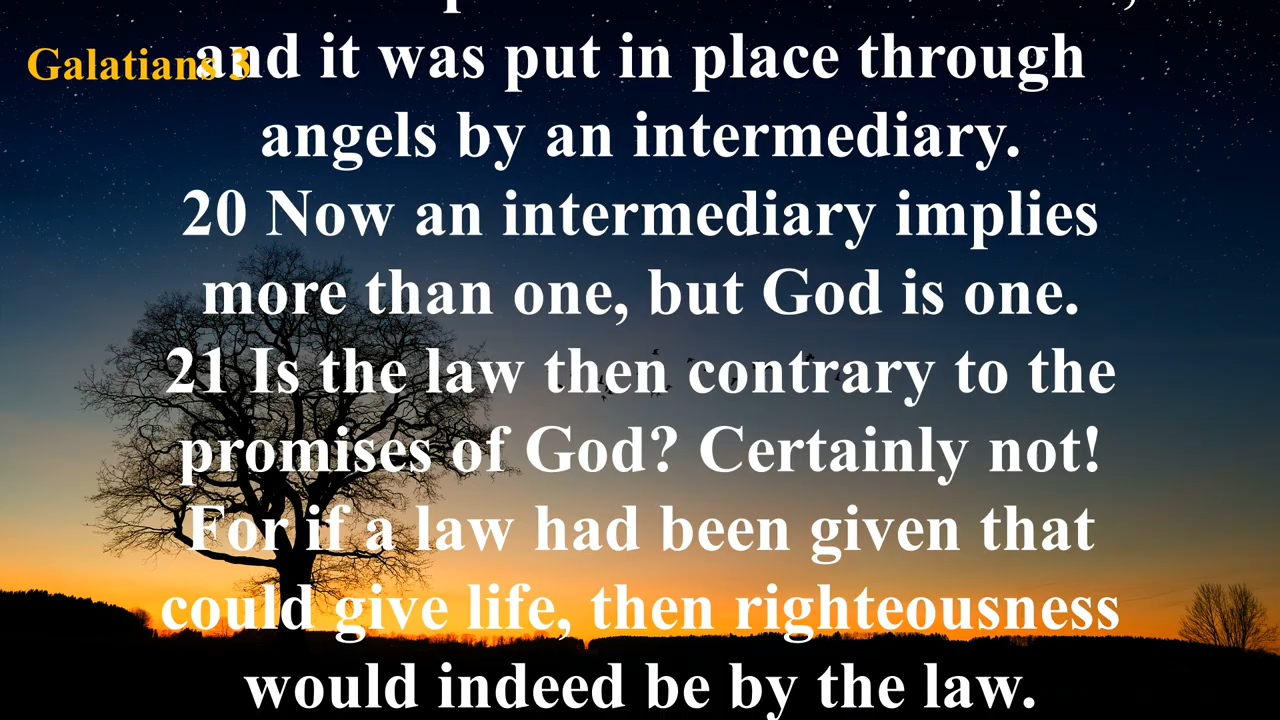 Galatians 3
and it was put in place through
angels by an intermediary.
20 Now an intermediary implies
more than one, but God is one.
21 Is the law then contrary to the
promises of God? Certainly not!
For if a law had been given that
could give life, then righteousness
would indeed be by the law.